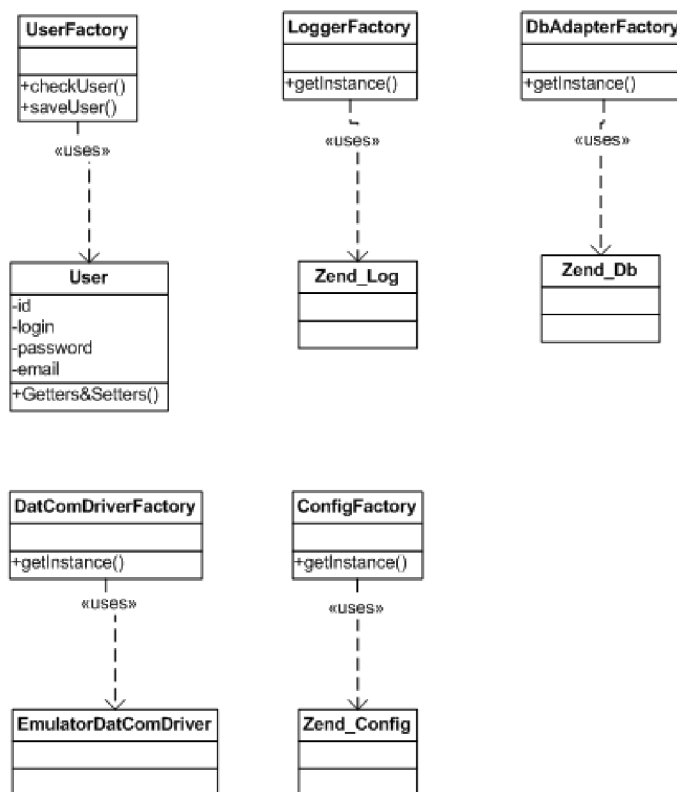 UserFactory
+checkUser()
+saveUser()
«uses»
User
-id
-login
-password
-email
+Getters&Setters()
LoggerFactory
+getInstance()
«uses»
Zend_Log
DbAdapterFactory
+getInstance()
«uses»
Zend_Db
DatComDriverFactory
+getInstance()
«uses»
EmulatorDatComDriver
ConfigFactory
+getInstance()
«uses»
Zend_Config